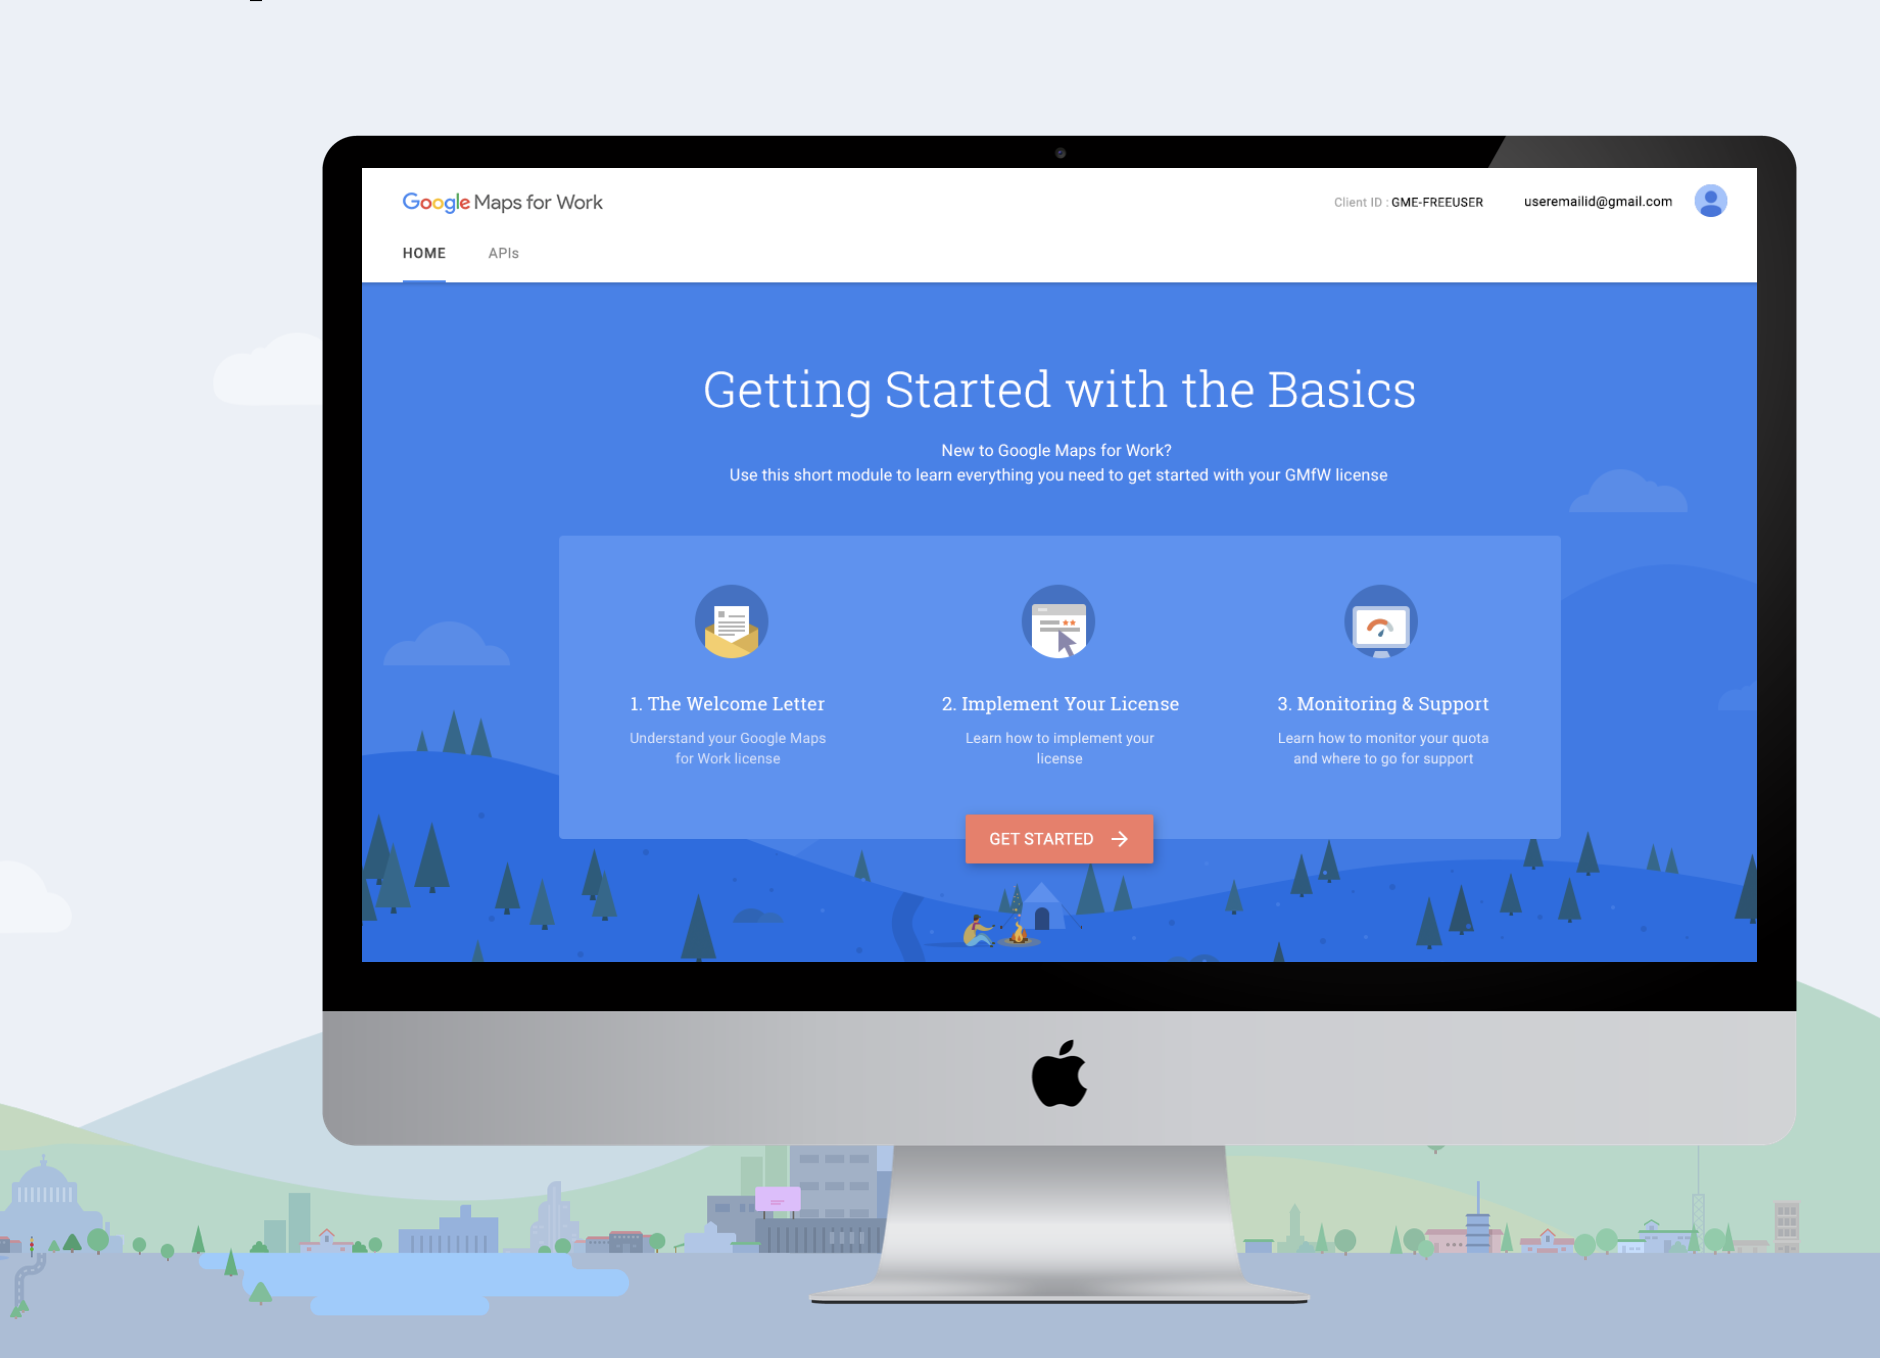 Google Maps for Work
Client ID : GME-FREEUSER
useremailid@gmail.com
HOME
APIs
Getting Started with the Basics
New to Google Maps for Work?
Use this short module to learn everything you need to get started with your GMfW license
1. The Welcome Letter
Understand your Google Maps
for Work license
2. Implement Your License
Learn how to implement your
license
3. Monitoring & Support
Learn how to monitor your quota
and where to go for support
GET STARTED